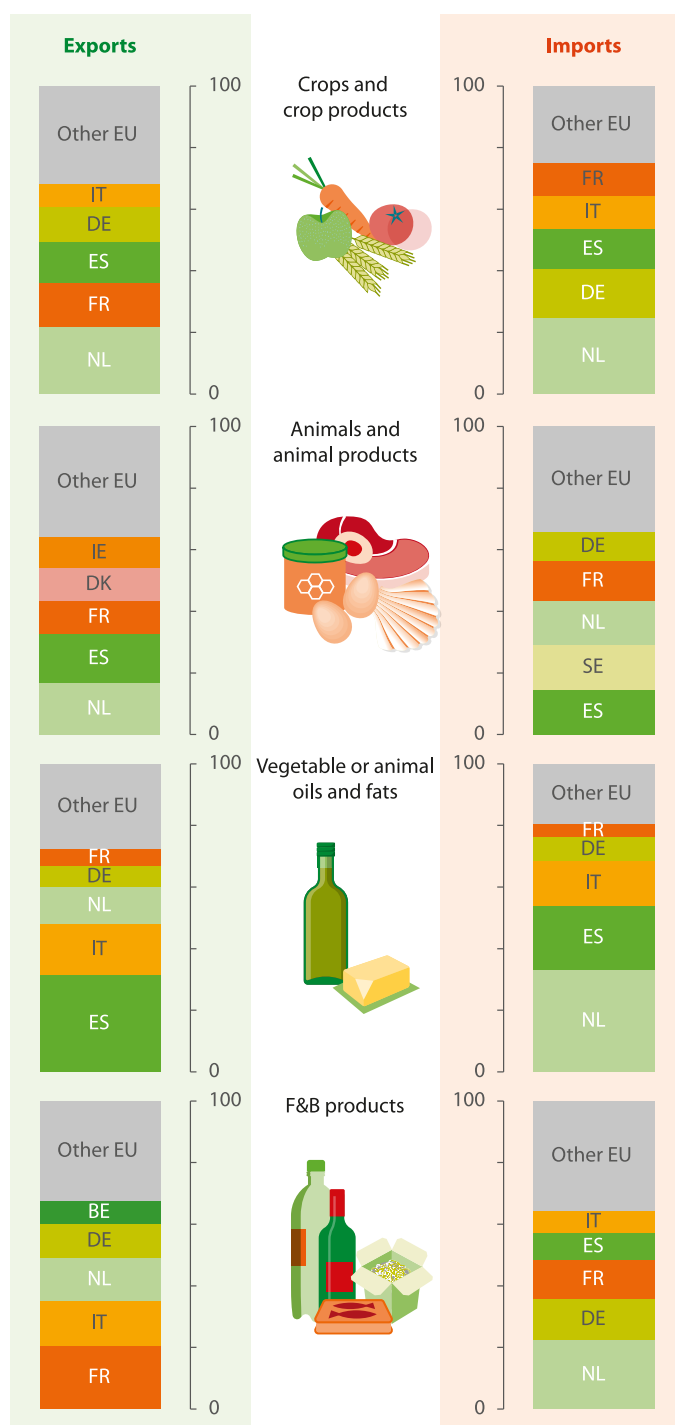 Exports
Imports
Crops and
crop products
100
Other EU
IT
DE
ES
FR
NL
0
100
Other EU
FR
IT
ES
DE
NL
0
Animals and
animal products
100
Other EU
IE
DK
FR
ES
NL
0
100
Other EU
DE
FR
NL
SE
ES
0
Vegetable or animal
oils and fats
100
Other EU
FR
DE
NL
IT
ES
0
100
Other EU
FR
DE
IT
ES
NL
0
F&B products
100
Other EU
BE
DE
NL
IT
FR
0
100
Other EU
IT
ES
FR
DE
NL
0